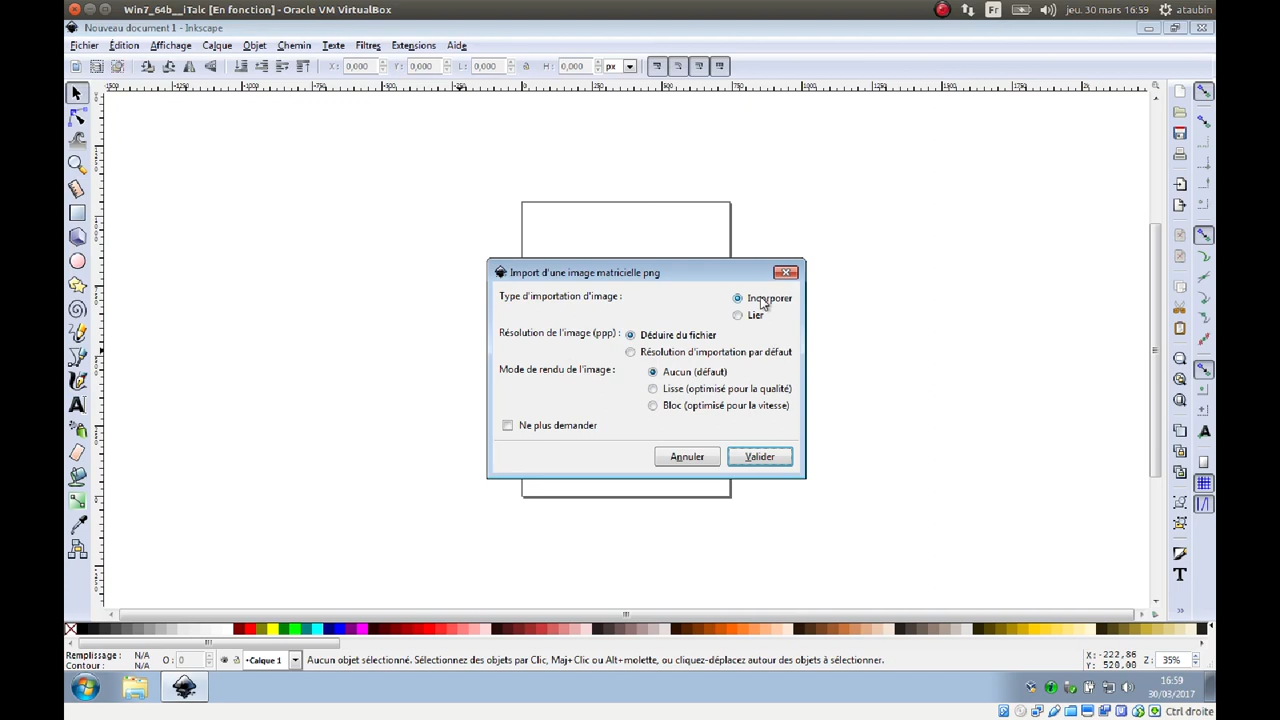 Win7_64b__iTalc [En fonction] - Oracle VM VirtualBox
Fr
jeu. 30 mars 16:59
ataubin
Nouveau document 1 - Inkscape
Fichier Édition Affichage Calque Objet Chemin Texte Filtres Extensions Aide
X: 0,000 Y: 0,000 L: 0,000 H: 0,000 px
Import d'une image matricielle png
Type d'importation d'image :
Incorporer
Lier
Résolution de l'image (ppp) :
Déduire du fichier
Résolution d'importation par défaut
Mode de rendu de l'image :
Aucun (défaut)
Lisse (optimisé pour la qualité)
Bloc (optimisé pour la vitesse)
Ne plus demander
Annuler Valider
Remplissage : N/A
Contour : N/A
O: 0
Calque 1
Aucun objet sélectionné. Sélectionnez des objets par Clic, Maj+Clic ou Alt+molette, ou cliquez-déplacez autour des objets à sélectionner.
X: -222,86
Y: 520,00
Z: 35%
16:59
30/03/2017
Ctrl droite